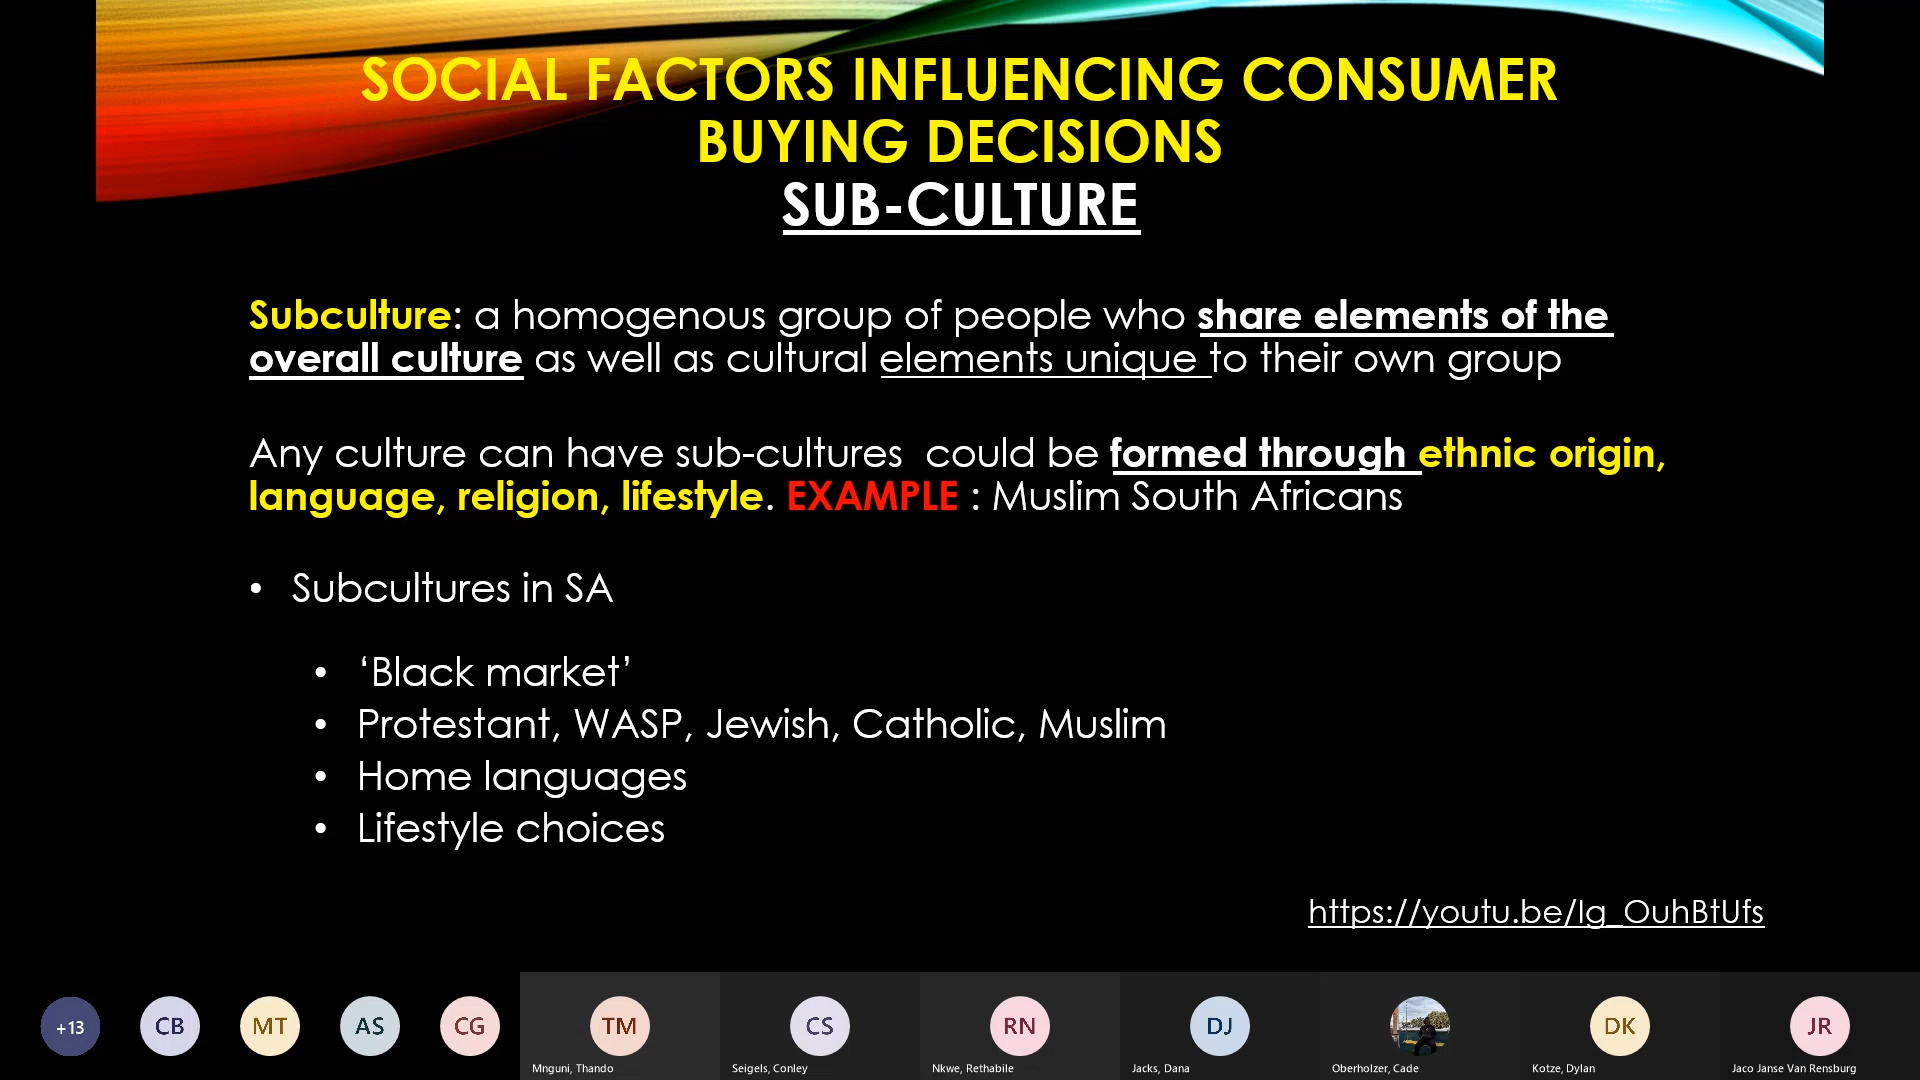 SOCIAL FACTORS INFLUENCING CONSUMER
BUYING DECISIONS
SUB-CULTURE
Subculture: a homogenous group of people who share elements of the
overall culture as well as cultural elements unique to their own group
Any culture can have sub-cultures  could be formed through ethnic origin,
language, religion, lifestyle. EXAMPLE : Muslim South Africans
• Subcultures in SA
• ‘Black market’
• Protestant, WASP, Jewish, Catholic, Muslim
• Home languages
• Lifestyle choices
https://youtu.be/Ig_OuhBtUfs
+13 CB MT AS CG TM CS RN DJ DK JR
Mnguni, Thando Seigels, Conley Nkwe, Rethabile Jacks, Dana Oberholzer, Cade Kotze, Dylan Jaco Janse Van Rensburg